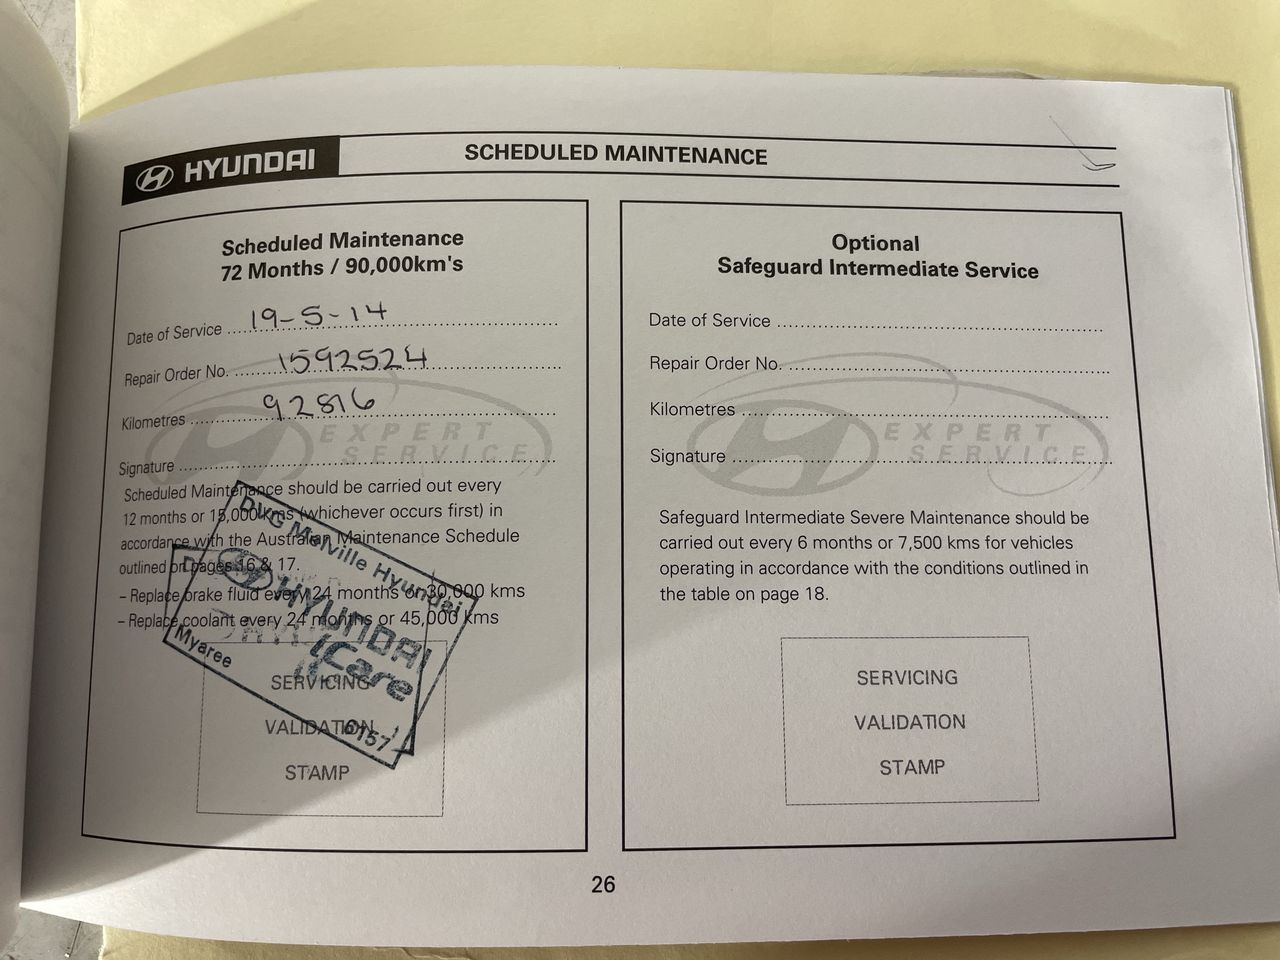 HYUNDAI
SCHEDULED MAINTENANCE
Scheduled Maintenance
72 Months / 90,000km's
Date of Service 19-5-14
Repair Order No. 1592524
Kilometres 92816
EXPERT
SERVICE
Signature
Scheduled Maintenance should be carried out every
12 months or 15,000 kms (whichever occurs first) in
accordance with the Australian Maintenance Schedule
outlined on pages 16 & 17.
– Replace brake fluid every 24 months or 30,000 kms
– Replace coolant every 24 months or 45,000 kms
DVG Melville Hyundai
HYUNDAI
iCare
Myaree
6157
SERVICING
VALIDATION
STAMP
Optional
Safeguard Intermediate Service
Date of Service
Repair Order No.
Kilometres
EXPERT
SERVICE
Signature
Safeguard Intermediate Severe Maintenance should be
carried out every 6 months or 7,500 kms for vehicles
operating in accordance with the conditions outlined in
the table on page 18.
SERVICING
VALIDATION
STAMP
26